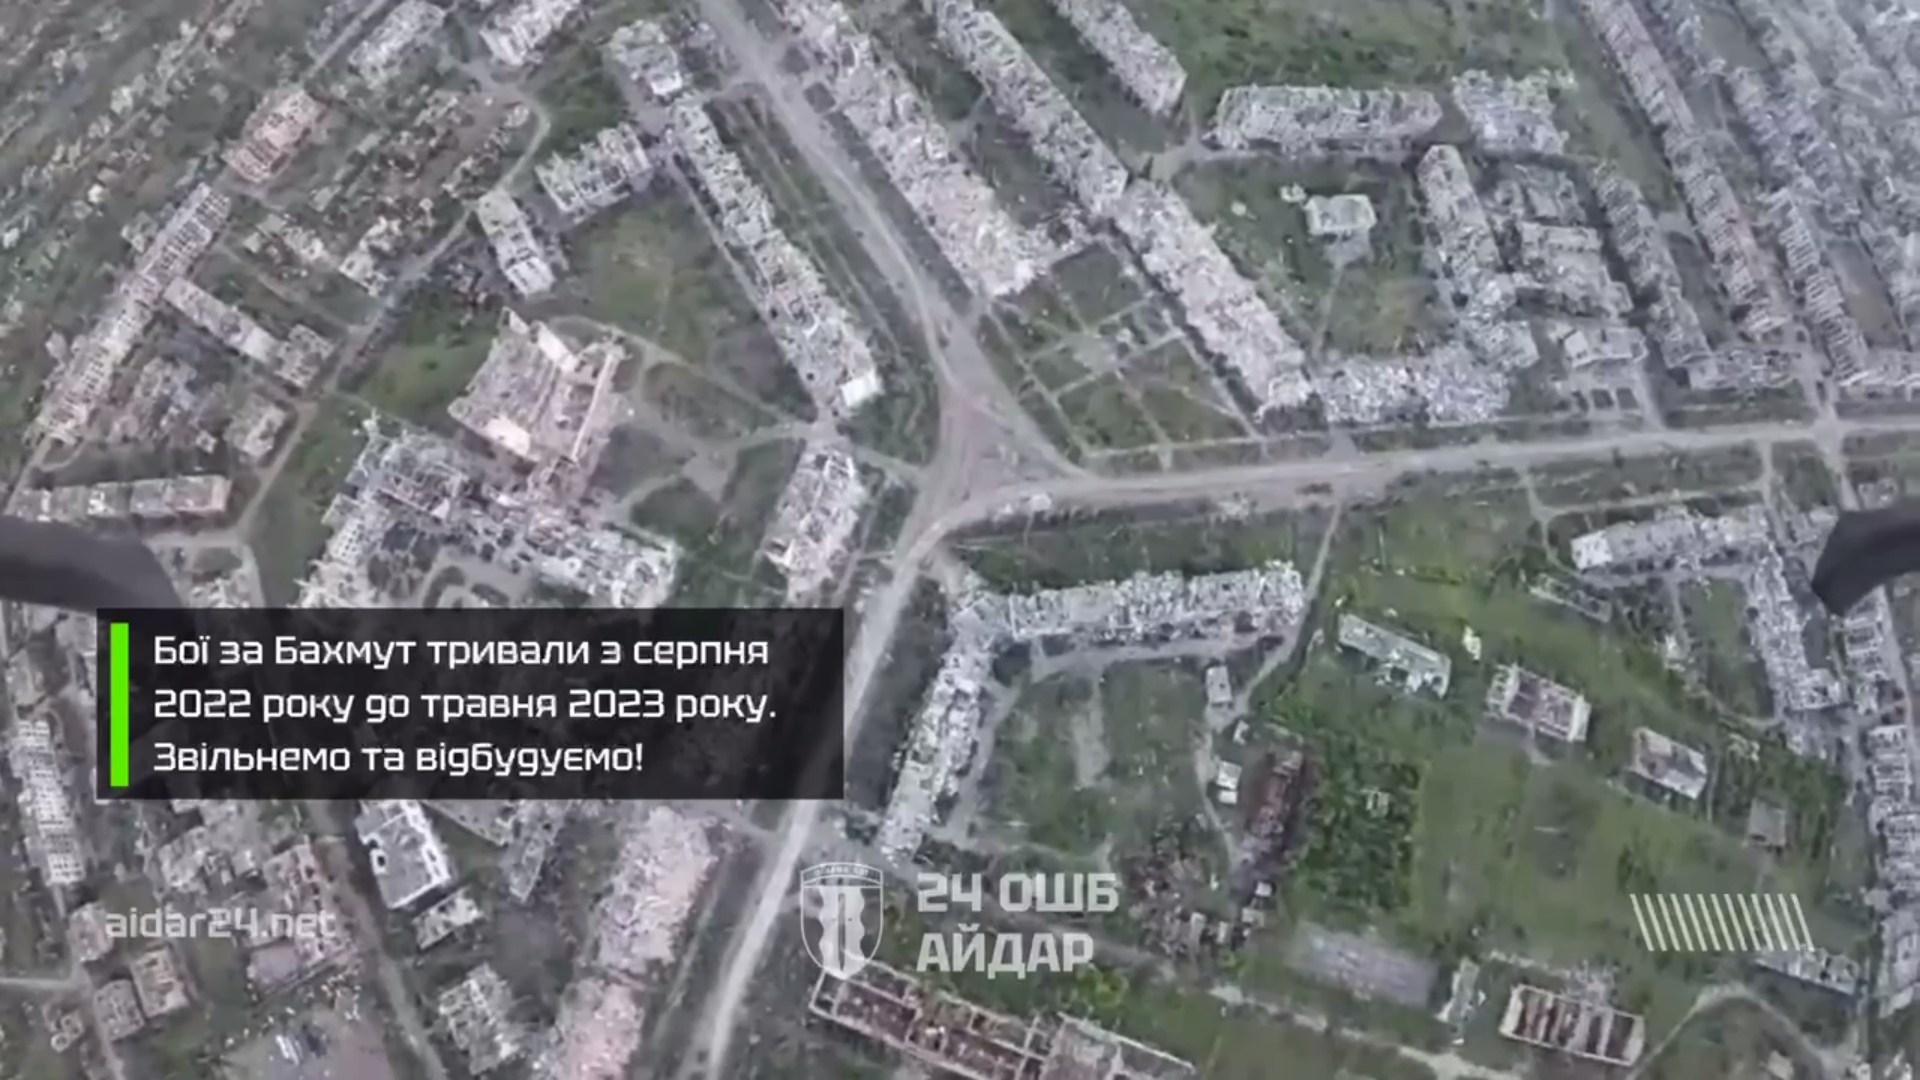 Бої за Бахмут тривали з серпня
2022 року до травня 2023 року.
Звільнемо та відбудуємо!
aidar24.net
24 ОШБ
АЙДАР